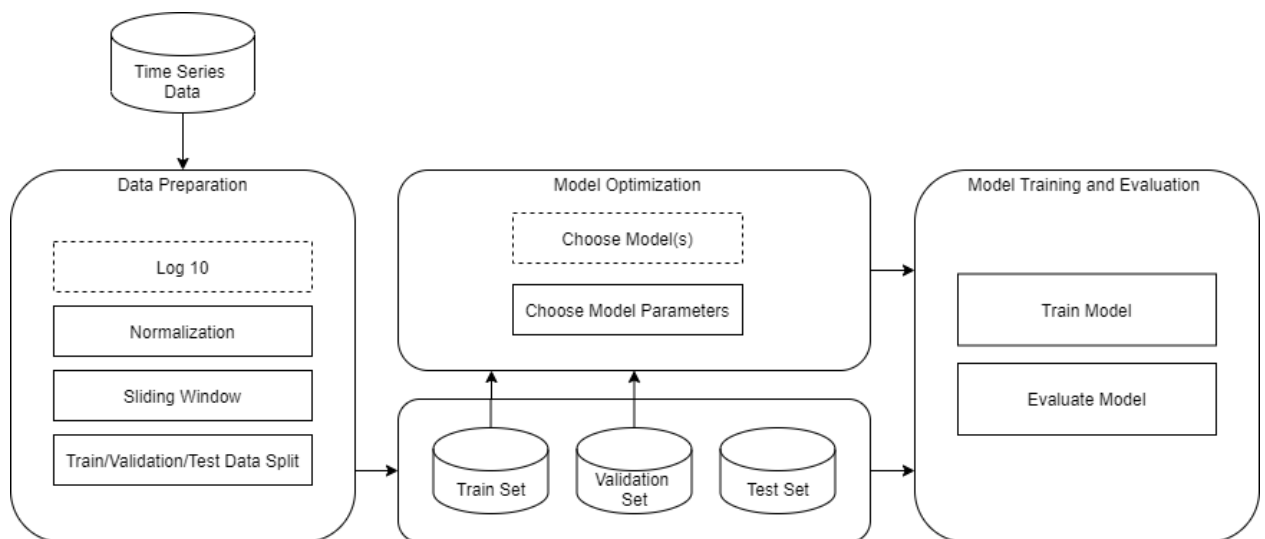 Time Series
Data
Data Preparation
Log 10
Normalization
Sliding Window
Train/Validation/Test Data Split
Model Optimization
Choose Model(s)
Choose Model Parameters
Train Set
Validation
Set
Test Set
Model Training and Evaluation
Train Model
Evaluate Model